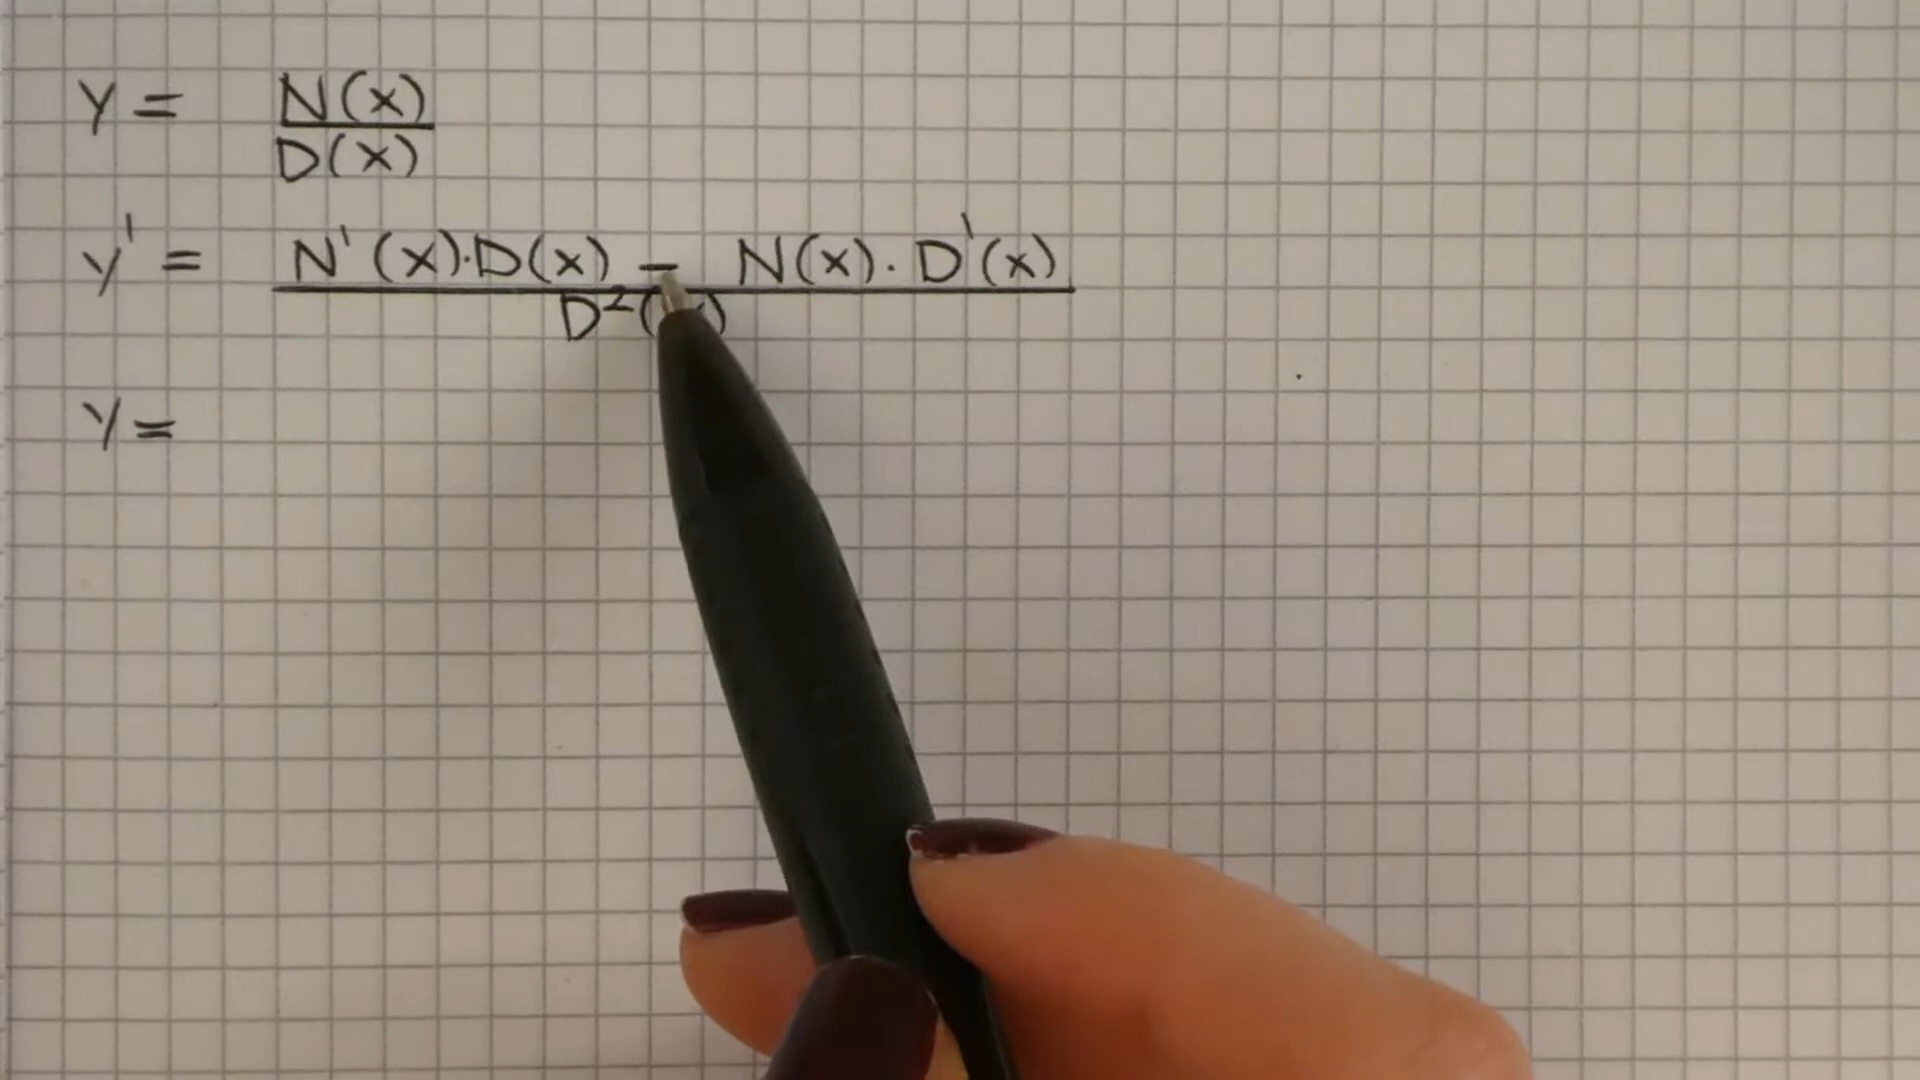 y = N(x)
D(x)
y' = N'(x)·D(x) - N(x)·D'(x)
D²( )
y =